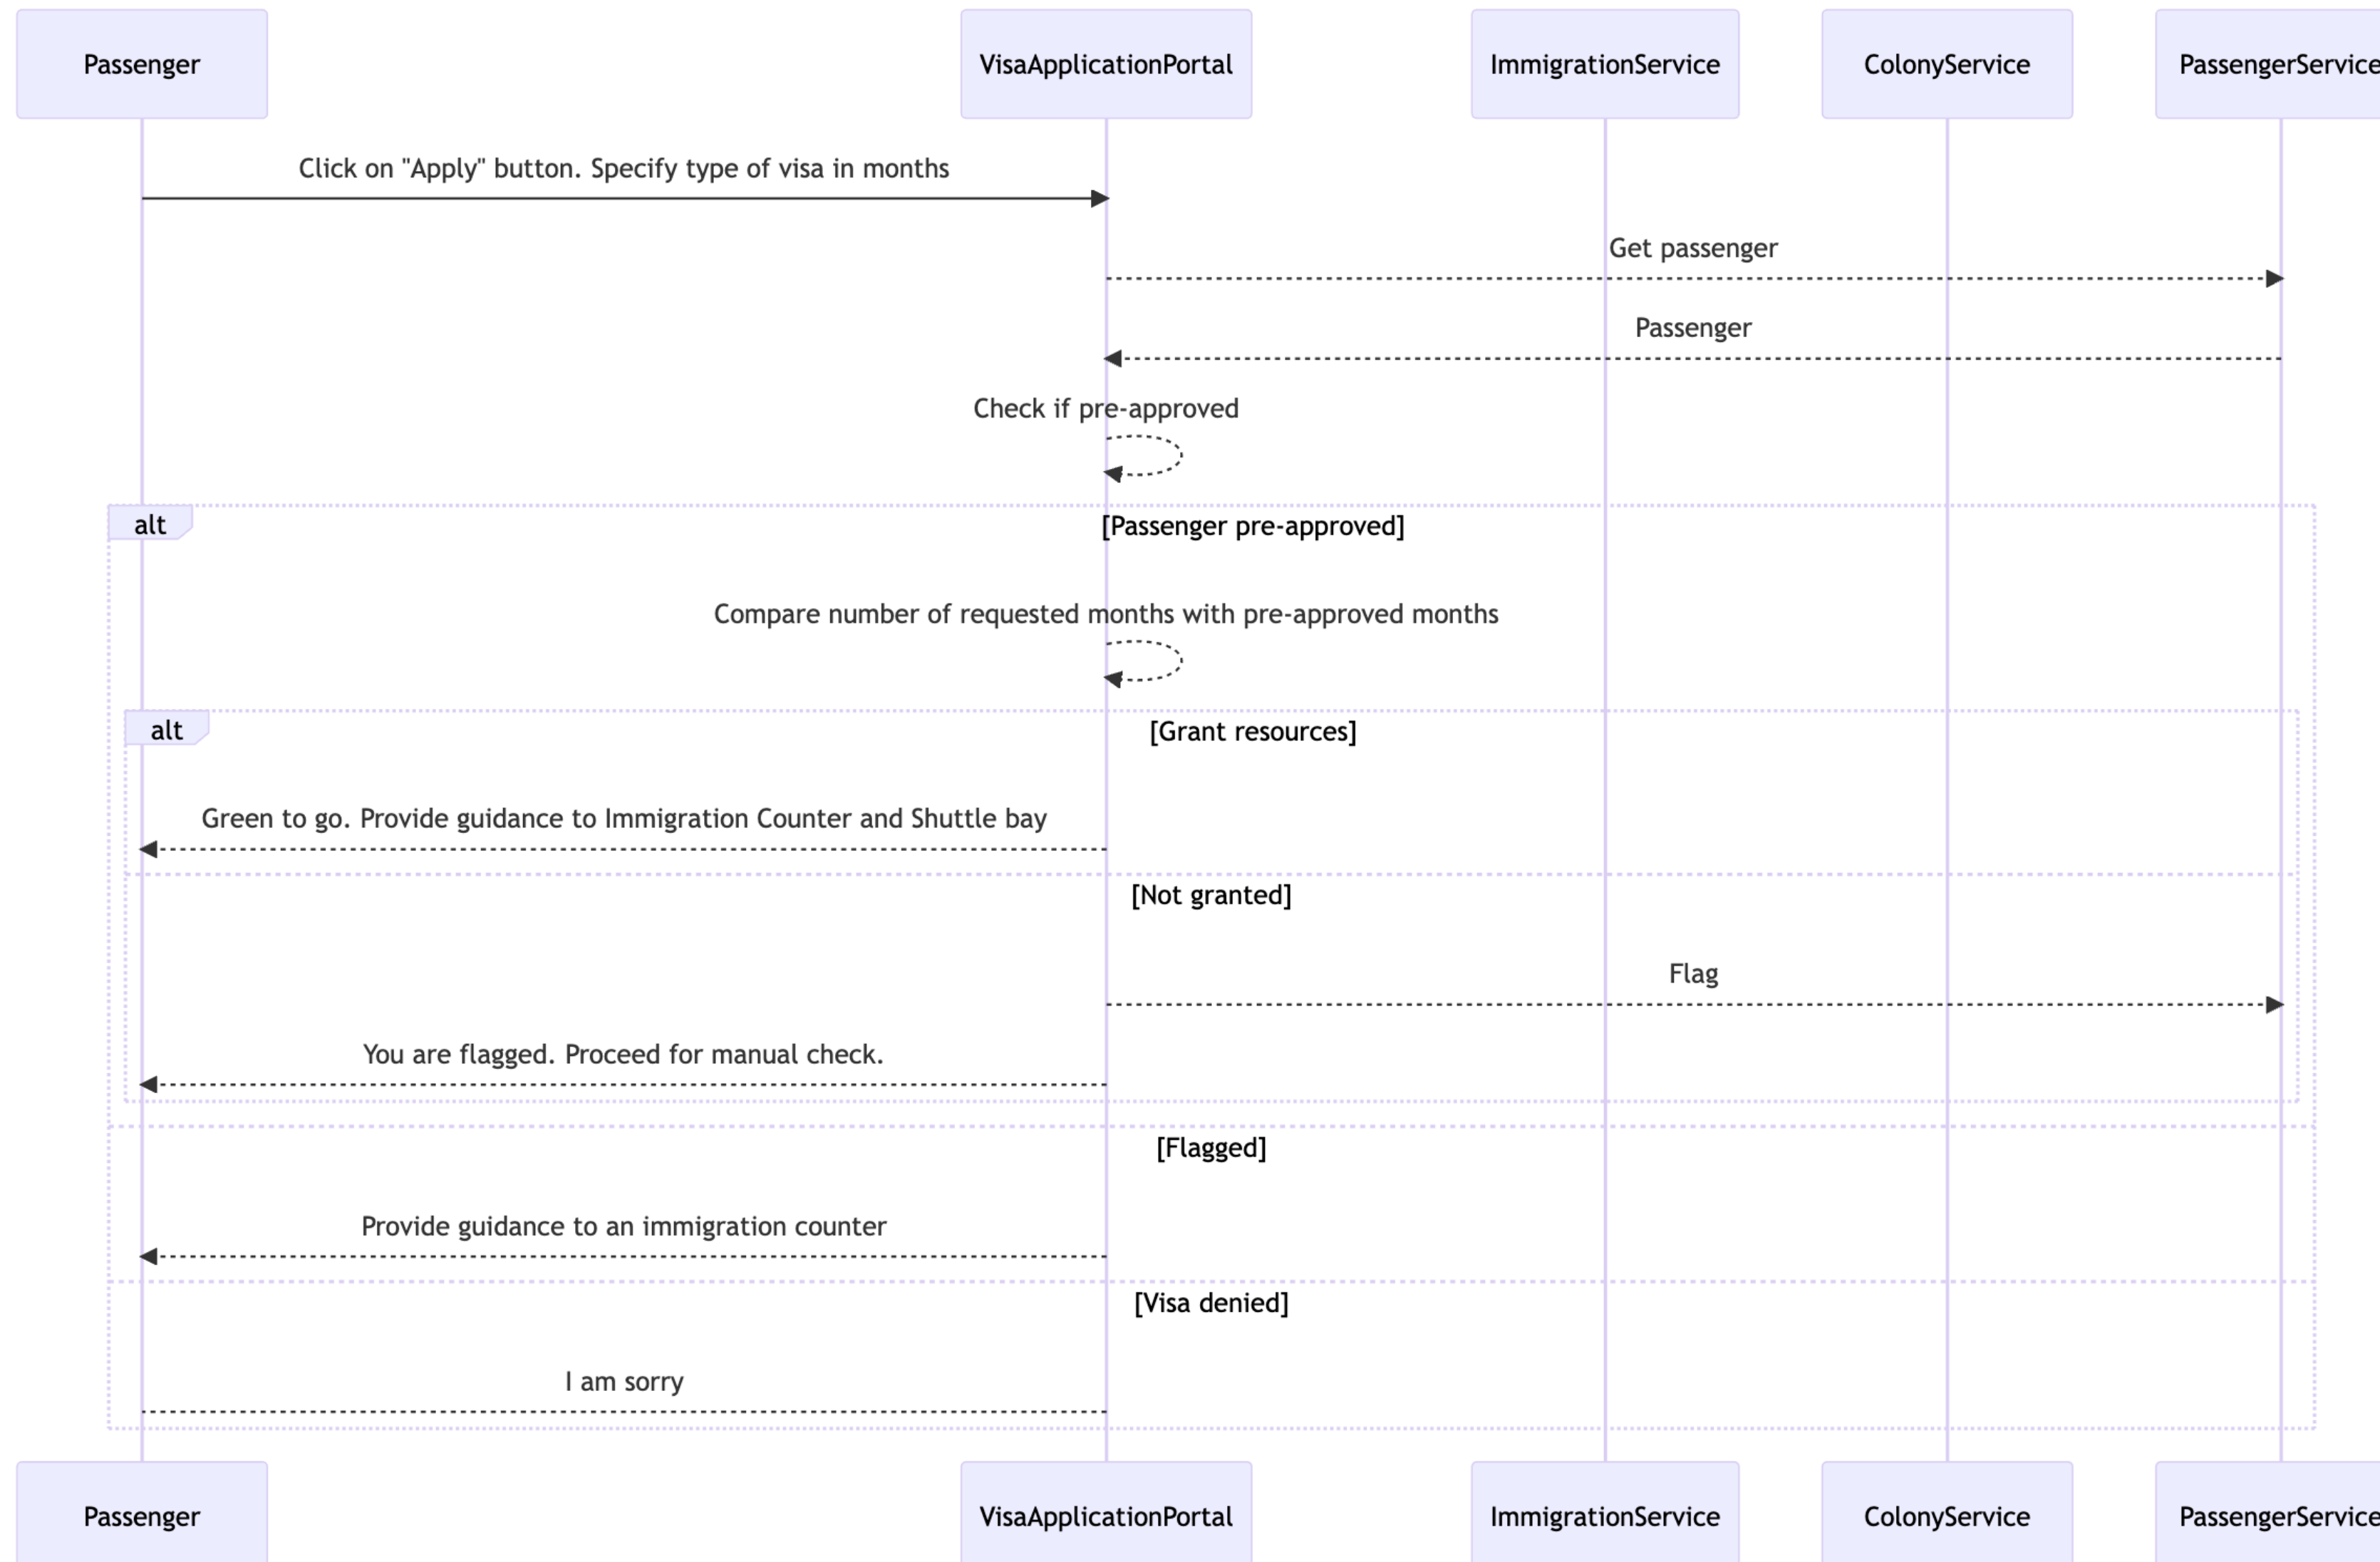 Passenger
VisaApplicationPortal
ImmigrationService
ColonyService
PassengerService
Click on "Apply" button. Specify type of visa in months
Get passenger
Passenger
Check if pre-approved
alt
[Passenger pre-approved]
Compare number of requested months with pre-approved months
alt
[Grant resources]
Green to go. Provide guidance to Immigration Counter and Shuttle bay
[Not granted]
Flag
You are flagged. Proceed for manual check.
[Flagged]
Provide guidance to an immigration counter
[Visa denied]
I am sorry
Passenger
VisaApplicationPortal
ImmigrationService
ColonyService
PassengerService